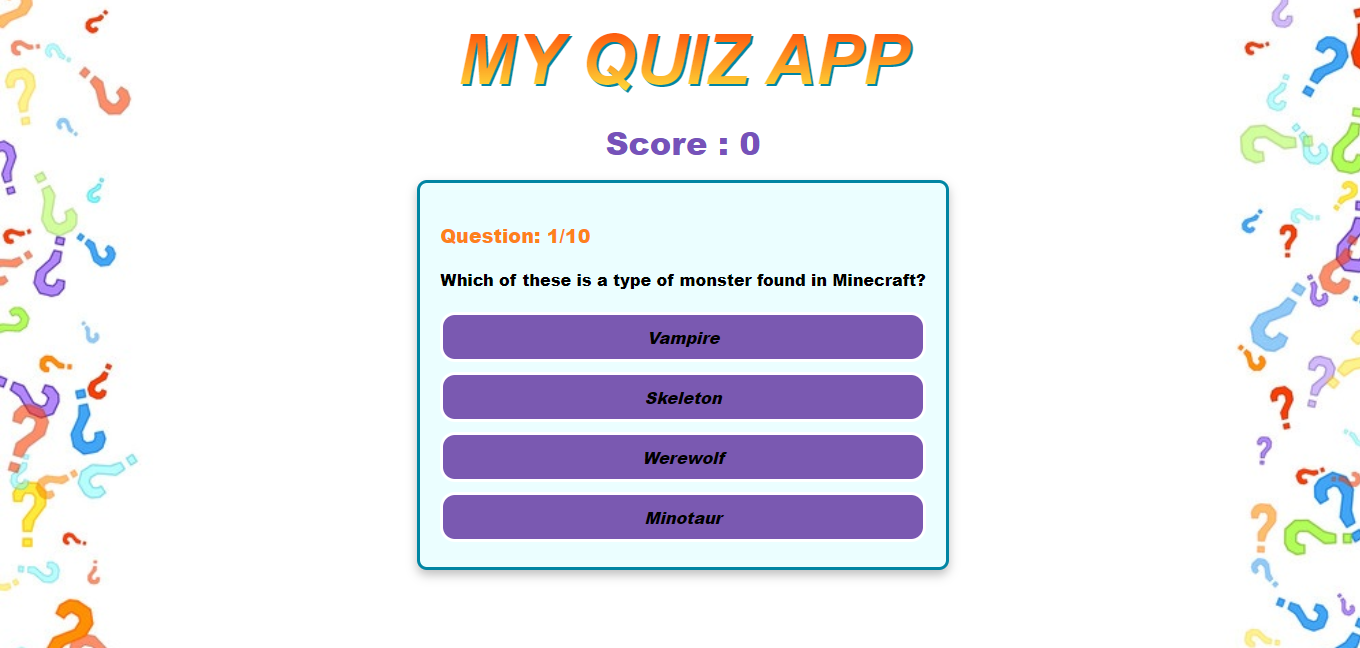 MY QUIZ APP
Score : 0
Question: 1/10
Which of these is a type of monster found in Minecraft?
Vampire
Skeleton
Werewolf
Minotaur